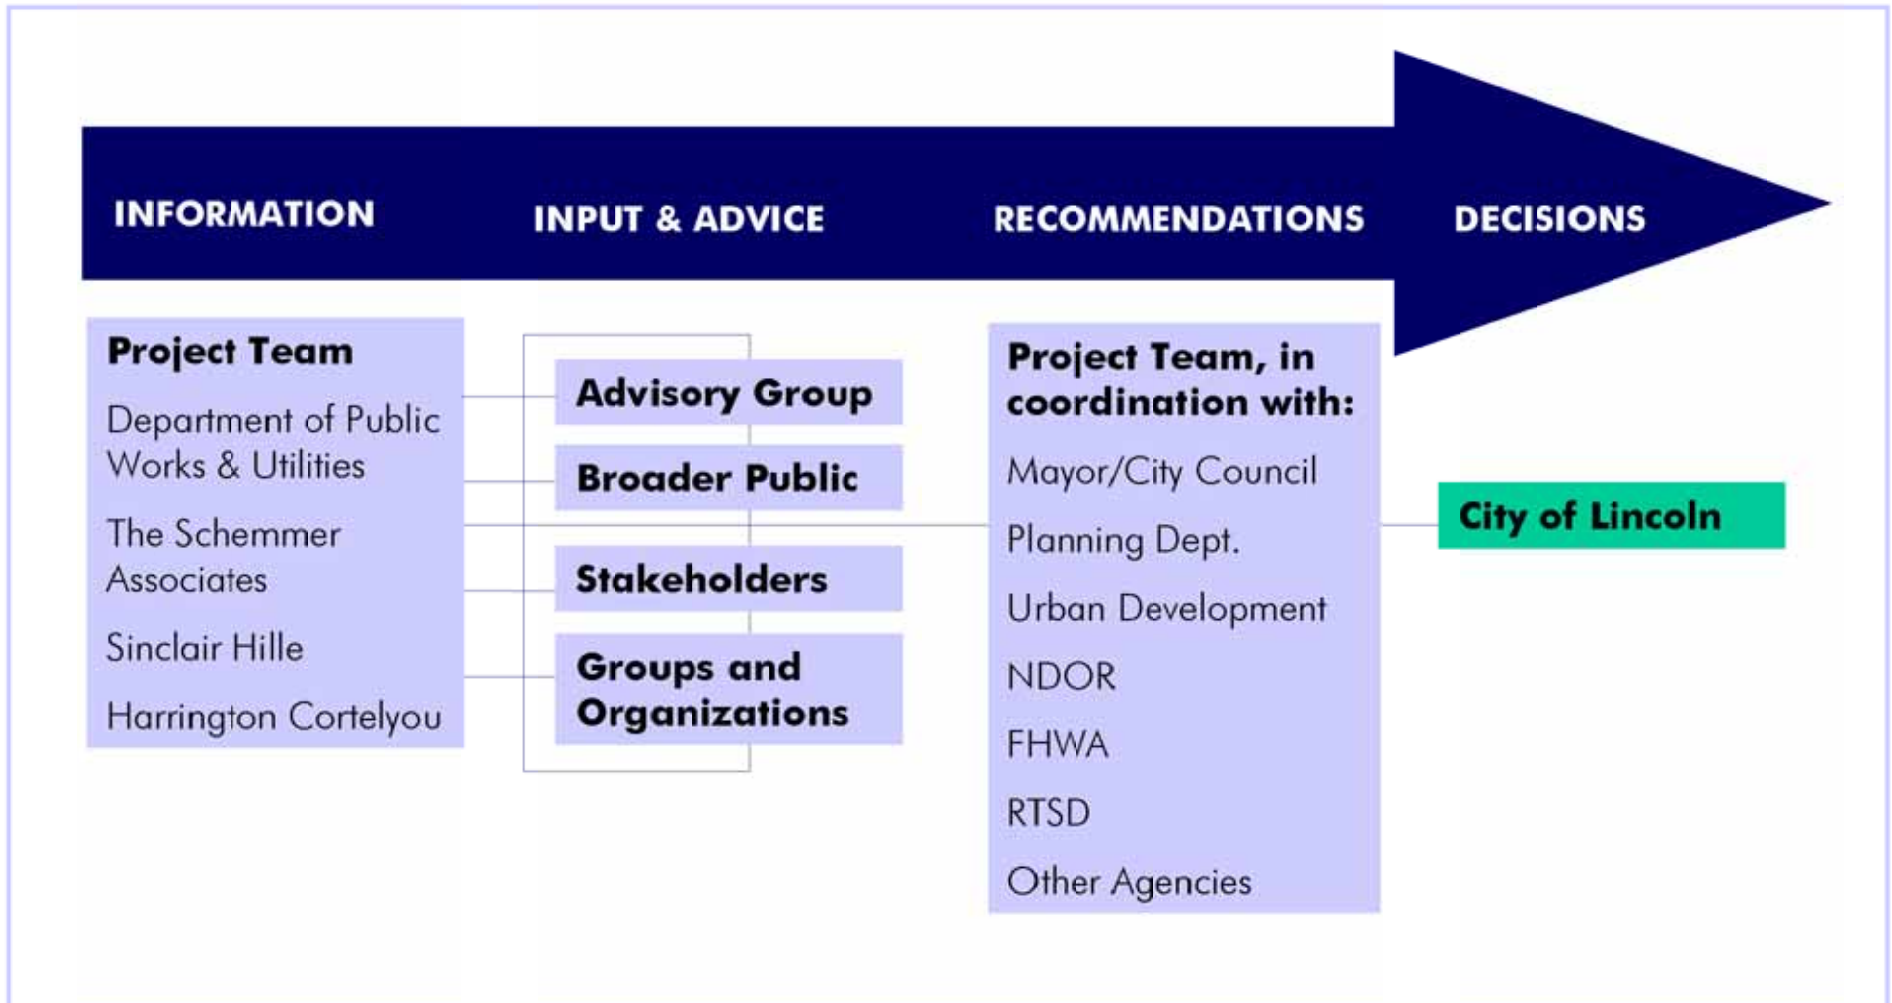 INFORMATION
INPUT & ADVICE
RECOMMENDATIONS
DECISIONS
Project Team
Department of Public
Works & Utilities
The Schemmer
Associates
Sinclair Hille
Harrington Cortelyou
Advisory Group
Broader Public
Stakeholders
Groups and
Organizations
Project Team, in
coordination with:
Mayor/City Council
Planning Dept.
Urban Development
NDOR
FHWA
RTSD
Other Agencies
City of Lincoln